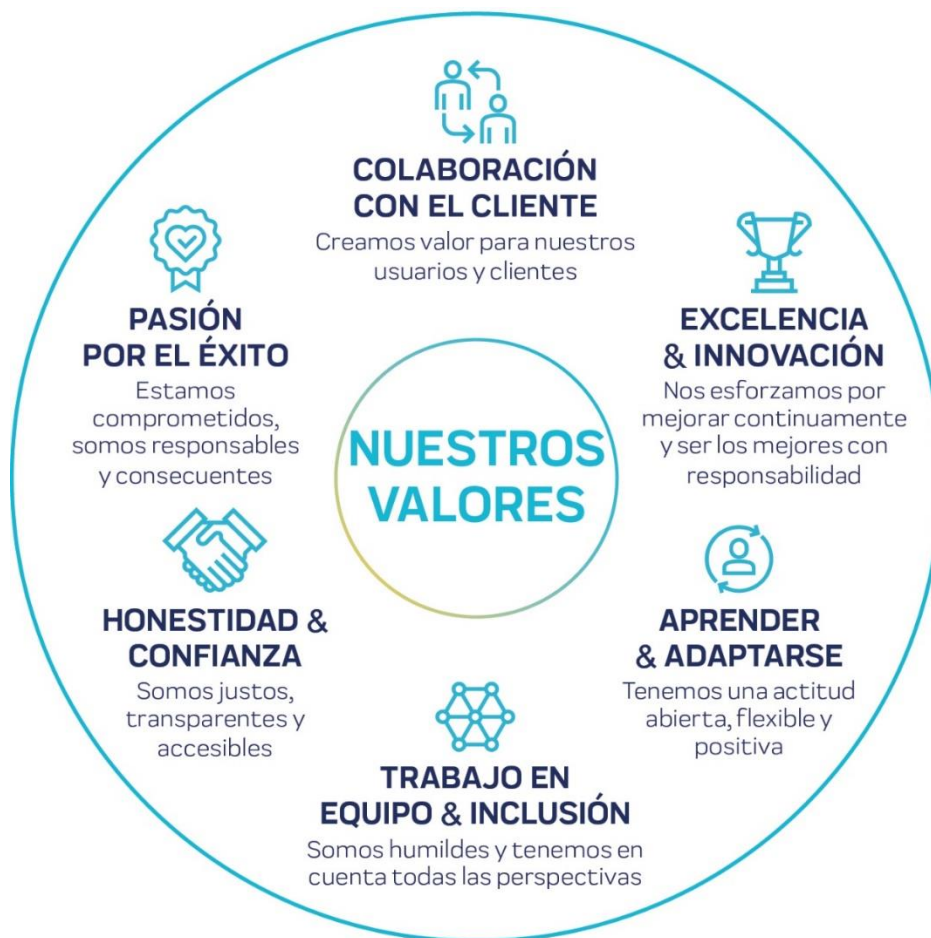 COLABORACIÓN
CON EL CLIENTE
Creamos valor para nuestros
usuarios y clientes
PASIÓN
POR EL ÉXITO
Estamos
comprometidos,
somos responsables
y consecuentes
EXCELENCIA
& INNOVACIÓN
Nos esforzamos por
mejorar continuamente
y ser los mejores con
responsabilidad
NUESTROS
VALORES
HONESTIDAD &
CONFIANZA
Somos justos,
transparentes y
accesibles
APRENDER
& ADAPTARSE
Tenemos una actitud
abierta, flexible y
positiva
TRABAJO EN
EQUIPO & INCLUSIÓN
Somos humildes y tenemos en
cuenta todas las perspectivas